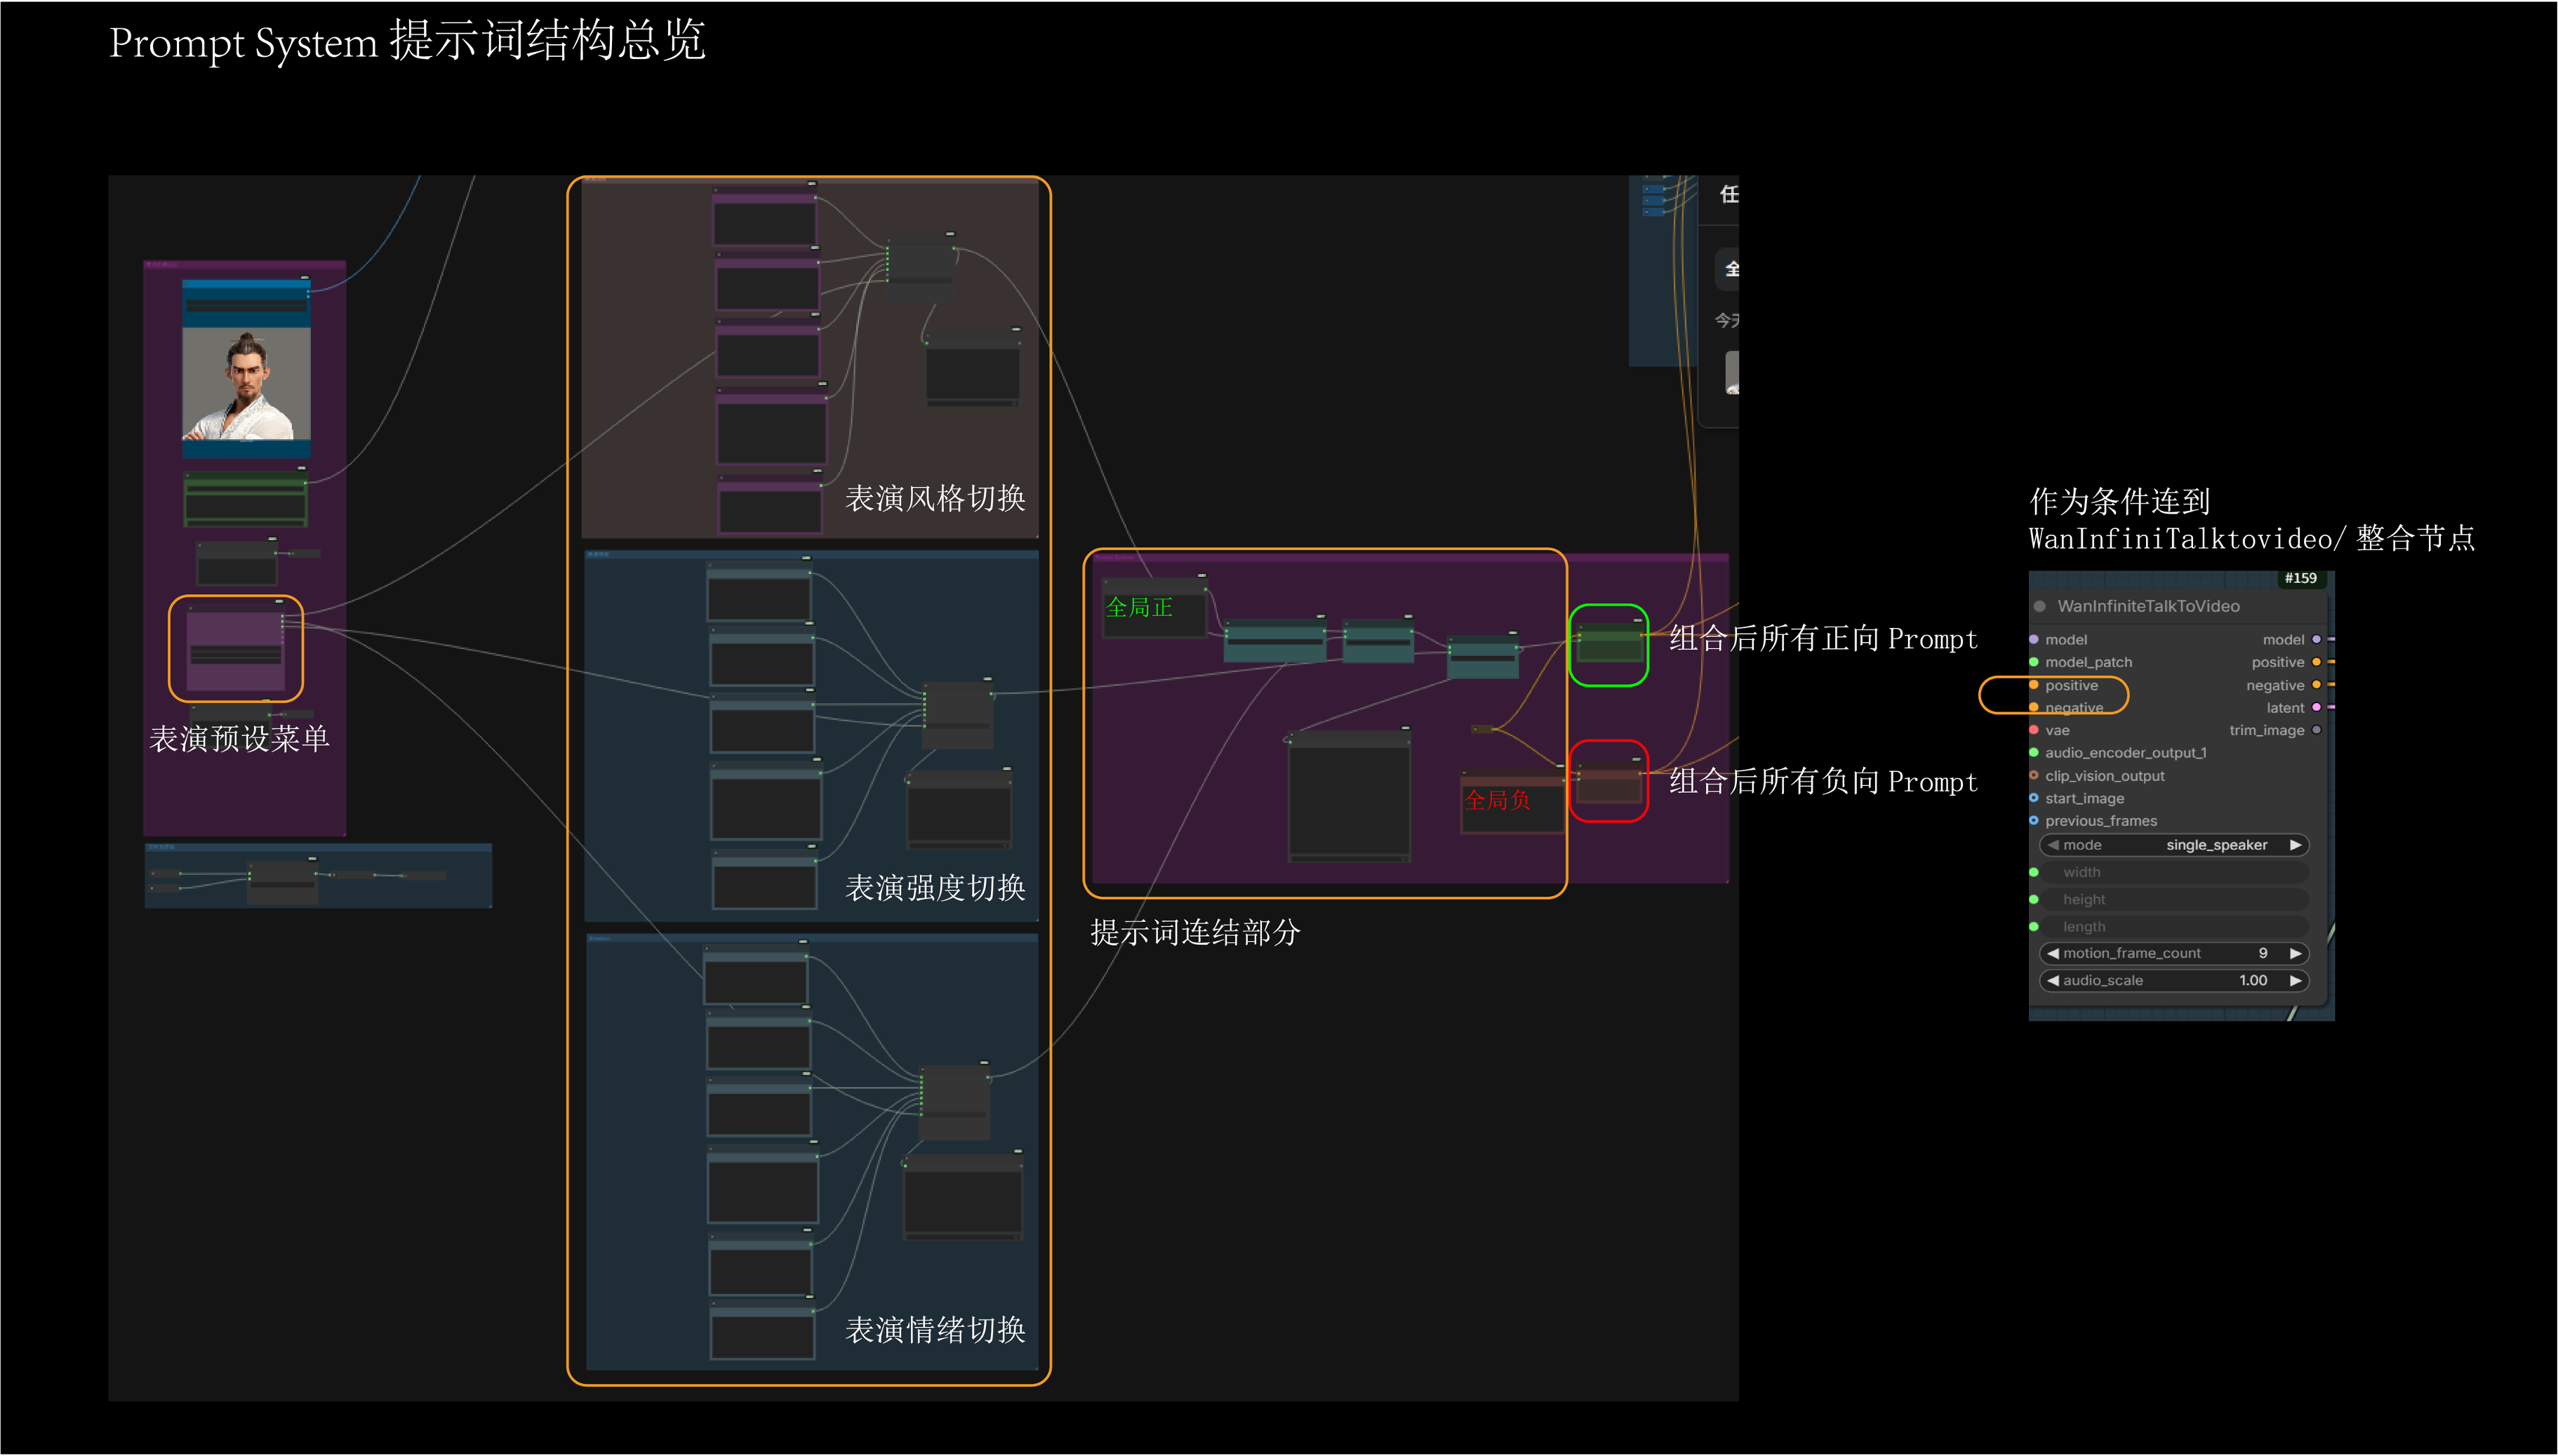 Prompt System 提示词结构总览
表演预设菜单
表演风格切换
表演强度切换
表演情绪切换
任
全
今天
全局正
全局负
提示词连结部分
组合后所有正向 Prompt
组合后所有负向 Prompt
作为条件连到
WanInfiniTalktovideo/ 整合节点
#159
WanInfiniteTalkToVideo
model model
model_patch positive
positive negative
negative latent
vae trim_image
audio_encoder_output_1
clip_vision_output
start_image
previous_frames
mode single_speaker
width
height
length
motion_frame_count 9
audio_scale 1.00